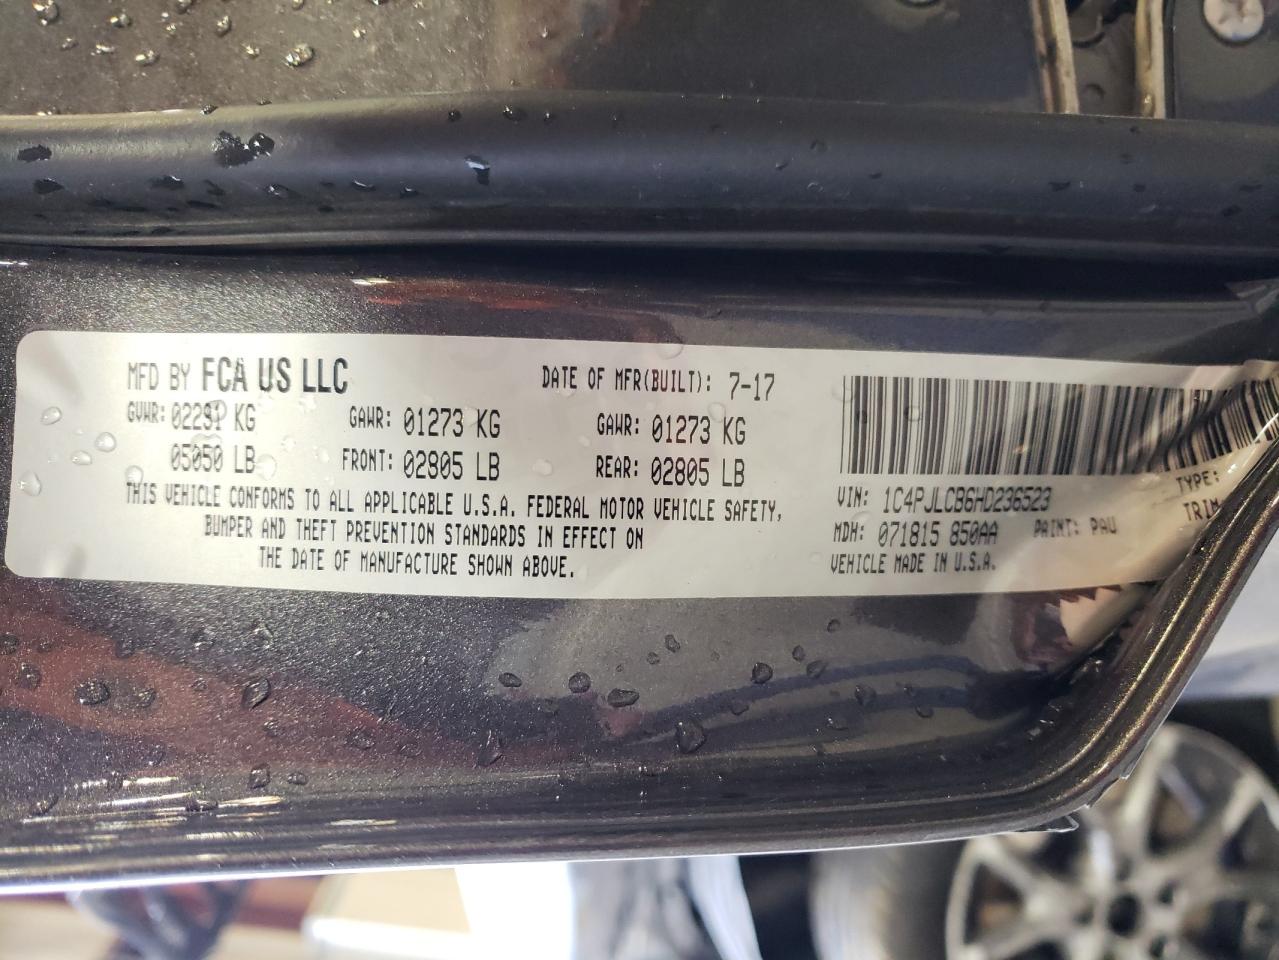 MFD BY FCA US LLC DATE OF MFR(BUILT): 7-17
GVWR: 02291 KG GAWR: 01273 KG GAWR: 01273 KG
05050 LB FRONT: 02805 LB REAR: 02805 LB
THIS VEHICLE CONFORMS TO ALL APPLICABLE U.S.A. FEDERAL MOTOR VEHICLE SAFETY,
BUMPER AND THEFT PREVENTION STANDARDS IN EFFECT ON
THE DATE OF MANUFACTURE SHOWN ABOVE.
VIN: 1C4PJLCB6HD236523 TYPE:
MDH: 071815 850AA PAINT: PAU TRIM
VEHICLE MADE IN U.S.A.